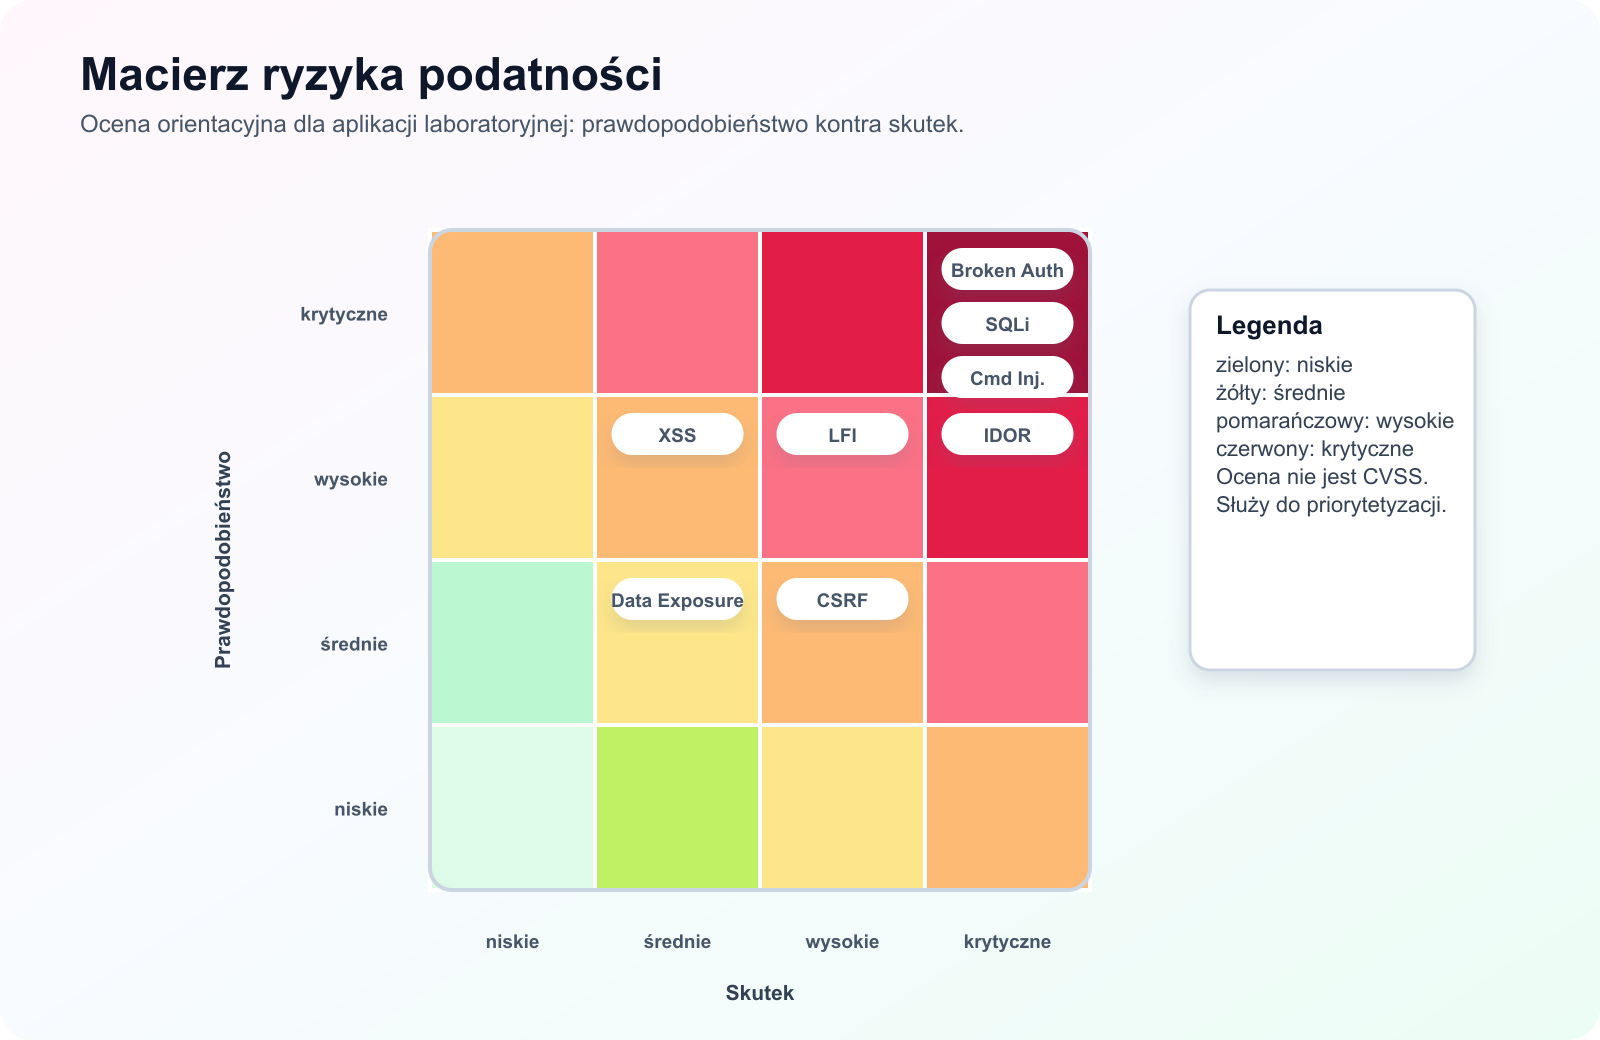 Macierz ryzyka podatności
Ocena orientacyjna dla aplikacji laboratoryjnej: prawdopodobieństwo kontra skutek.
Prawdopodobieństwo
krytyczne
Broken Auth
SQLi
Cmd Inj.
wysokie
XSS
LFI
IDOR
średnie
Data Exposure
CSRF
niskie
niskie
średnie
wysokie
krytyczne
Skutek
Legenda
zielony: niskie
żółty: średnie
pomarańczowy: wysokie
czerwony: krytyczne
Ocena nie jest CVSS.
Służy do priorytetyzacji.